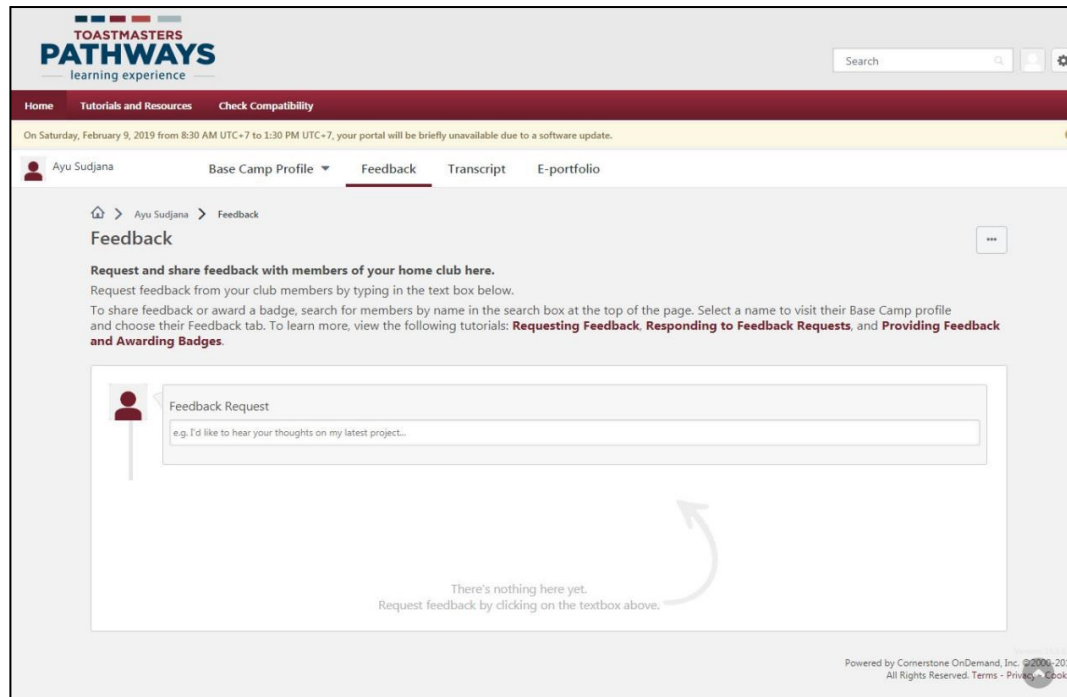 TOASTMASTERS
PATHWAYS
learning experience
Search
Home Tutorials and Resources Check Compatibility
On Saturday, February 9, 2019 from 8:30 AM UTC+7 to 1:30 PM UTC+7, your portal will be briefly unavailable due to a software update.
Ayu Sudjana Base Camp Profile Feedback Transcript E-portfolio
Ayu Sudjana Feedback
Feedback
Request and share feedback with members of your home club here.
Request feedback from your club members by typing in the text box below.
To share feedback or award a badge, search for members by name in the search box at the top of the page. Select a name to visit their Base Camp profile
and choose their Feedback tab. To learn more, view the following tutorials: Requesting Feedback, Responding to Feedback Requests, and Providing Feedback
and Awarding Badges.
Feedback Request
e.g. I'd like to hear your thoughts on my latest project...
There's nothing here yet.
Request feedback by clicking on the textbox above.
Powered by Cornerstone OnDemand, Inc. ©2000-20
All Rights Reserved. Terms - Privacy - Cook